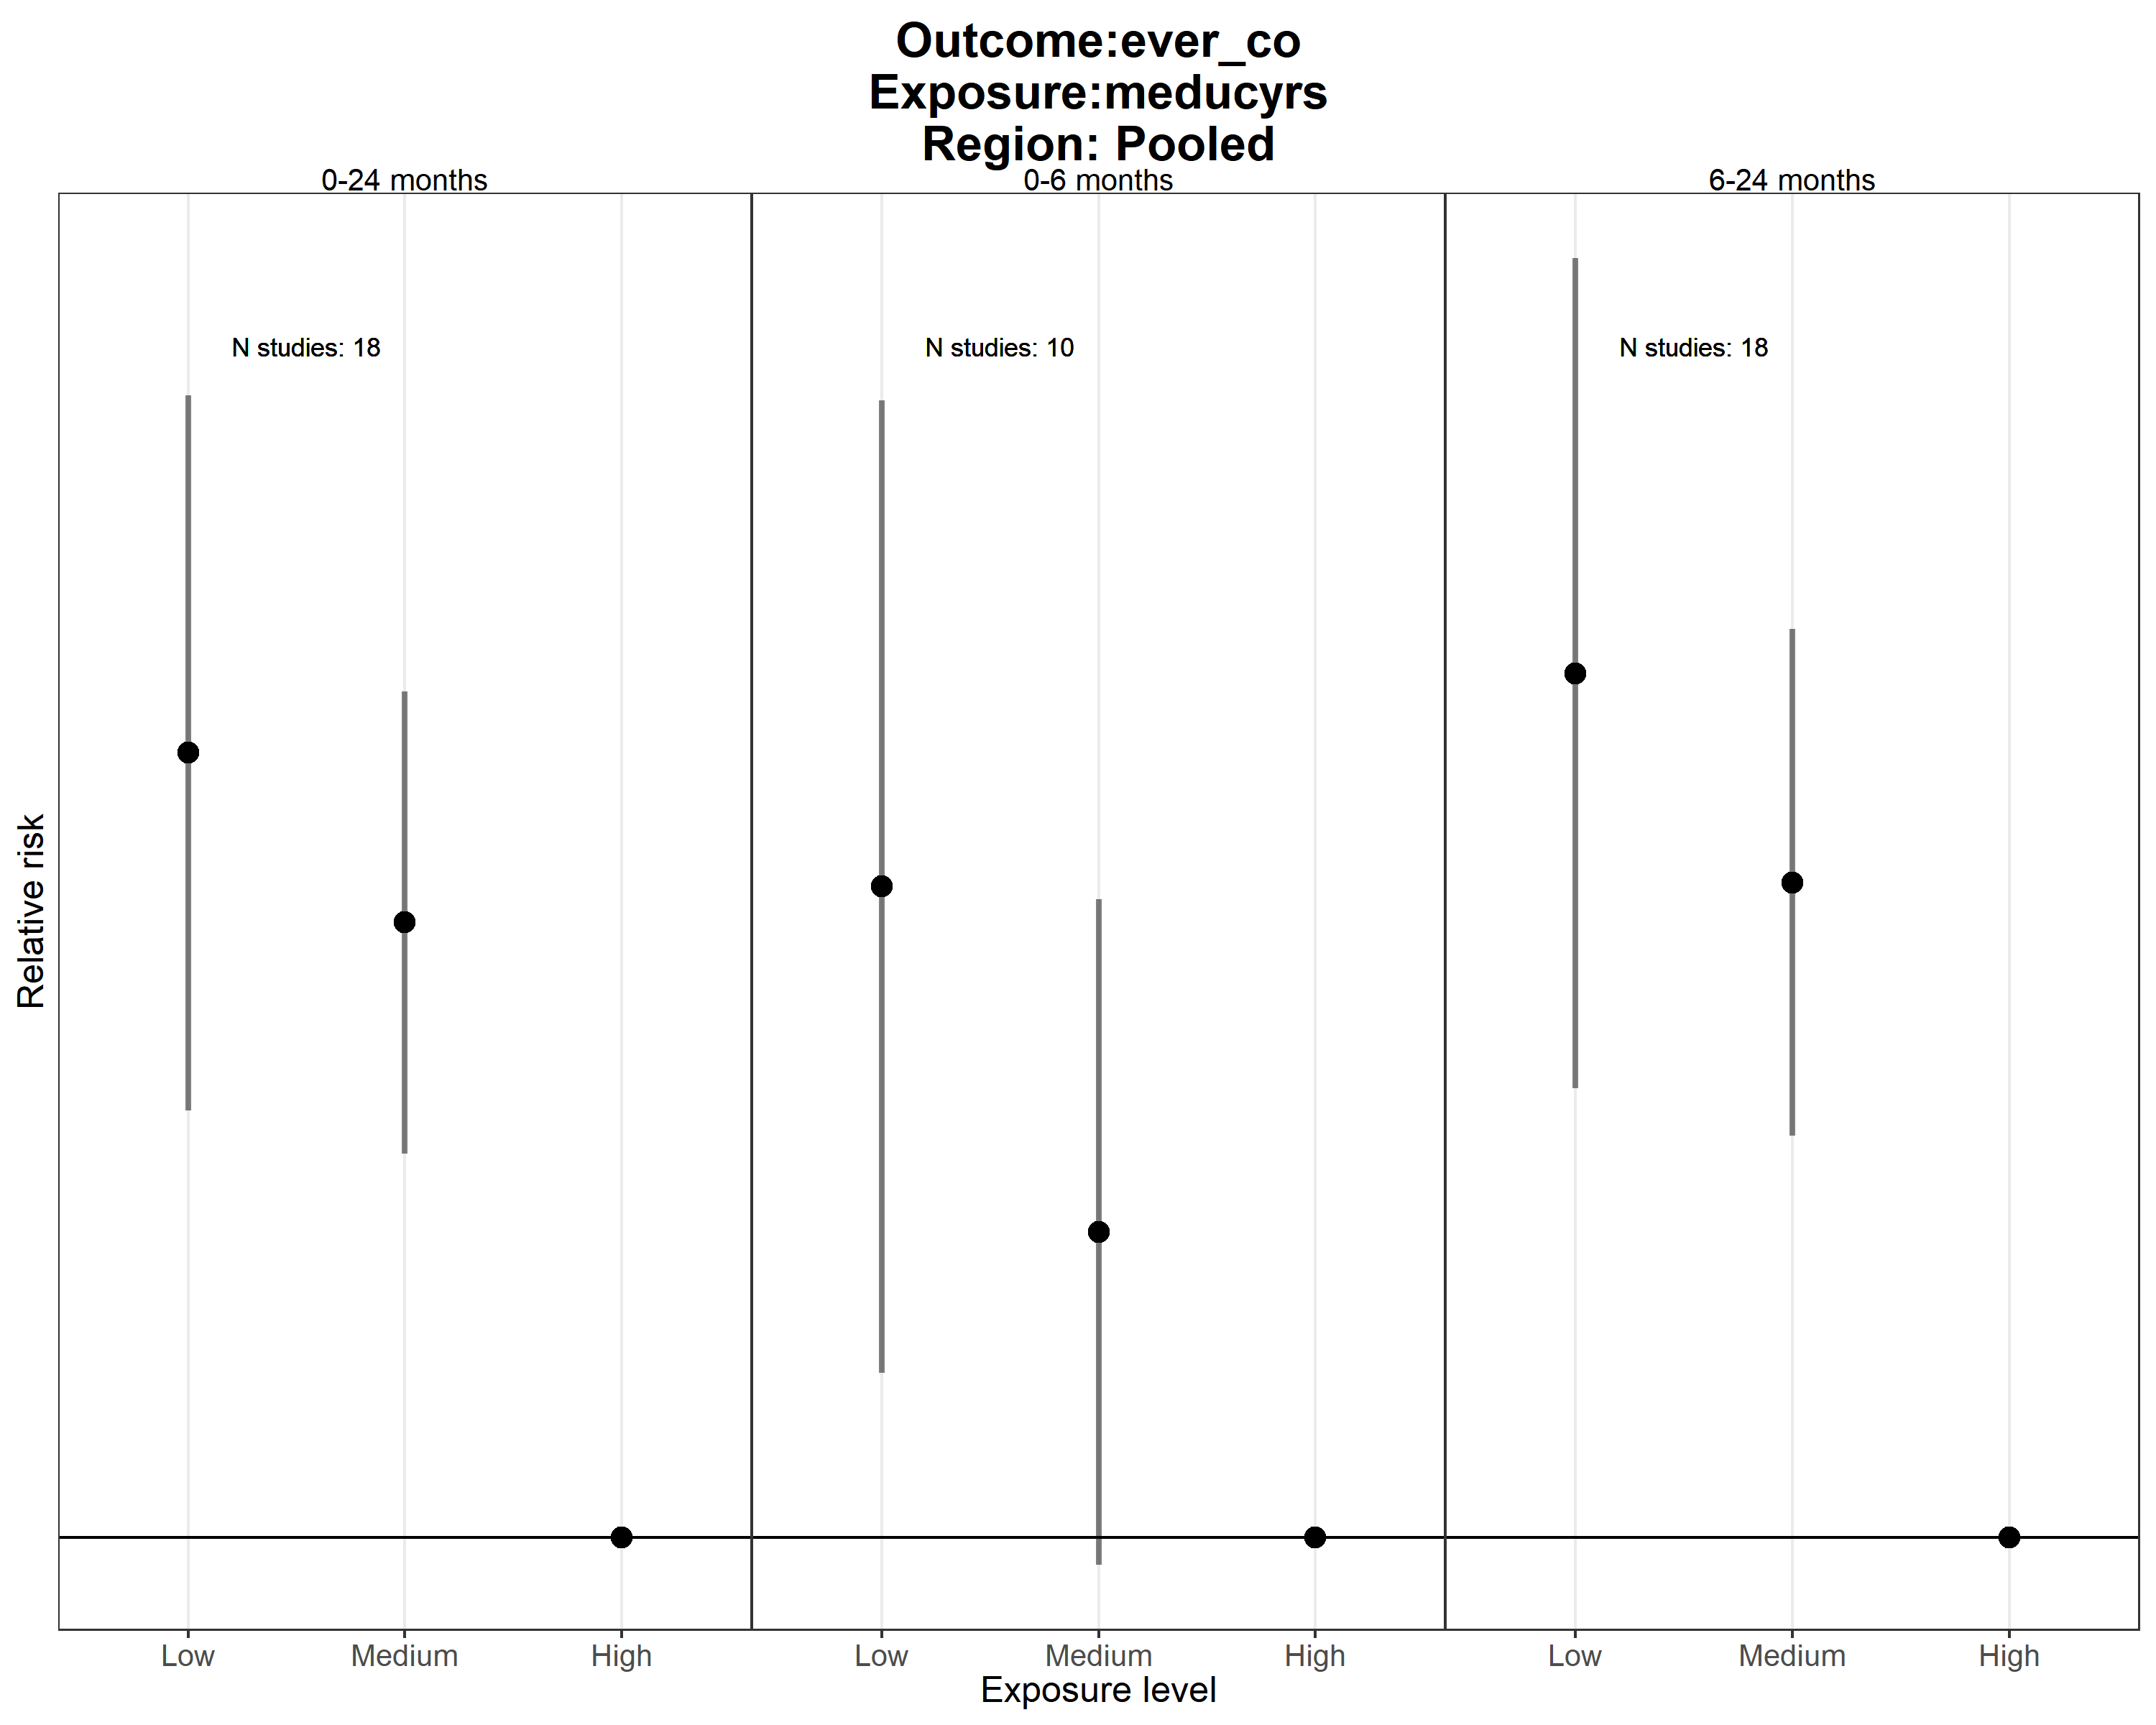 Outcome:ever_co
Exposure:meducyrs
Region: Pooled
0-24 months
0-6 months
6-24 months
N studies: 18
N studies: 10
N studies: 18
Relative risk
Low
Medium
High
Low
Medium
High
Low
Medium
High
Exposure level